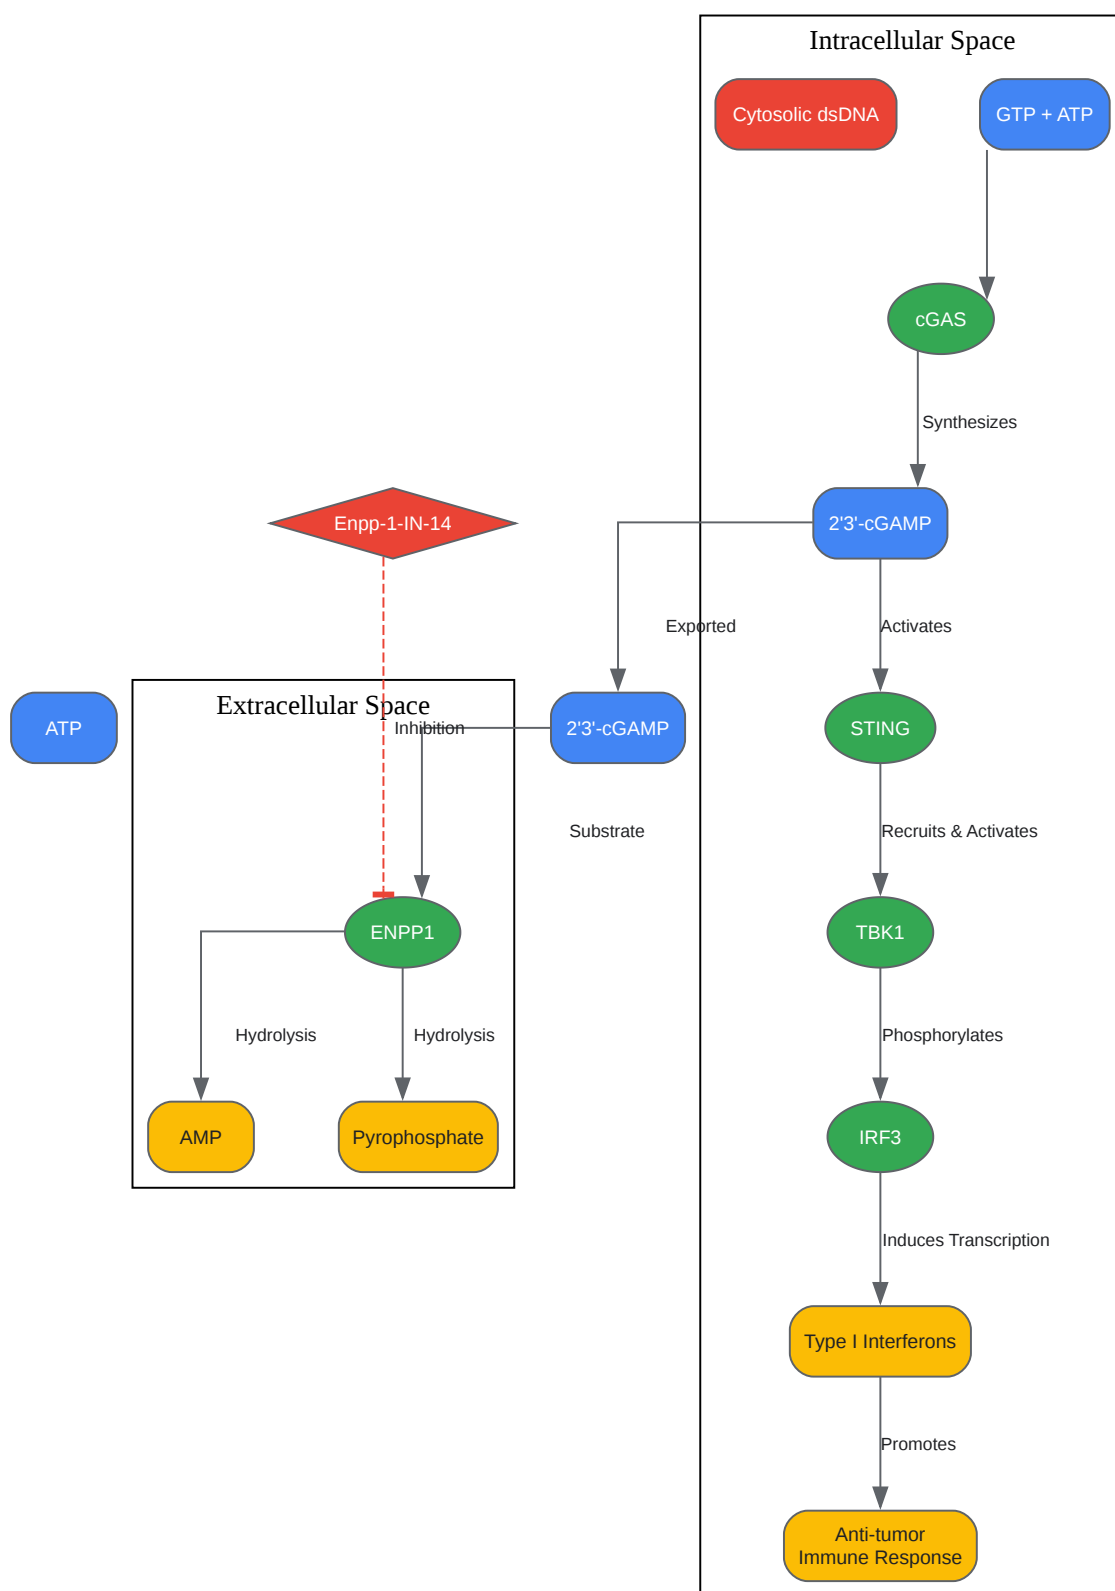 Intracellular Space
Cytosolic dsDNA
GTP + ATP
cGAS
Synthesizes
Enpp-1-IN-14
2'3'-cGAMP
Exported
Activates
Extracellular Space
ATP
Inhibition
2'3'-cGAMP
STING
Substrate
Recruits & Activates
ENPP1
TBK1
Hydrolysis
Hydrolysis
Phosphorylates
AMP
Pyrophosphate
IRF3
Induces Transcription
Type I Interferons
Promotes
Anti-tumor
Immune Response